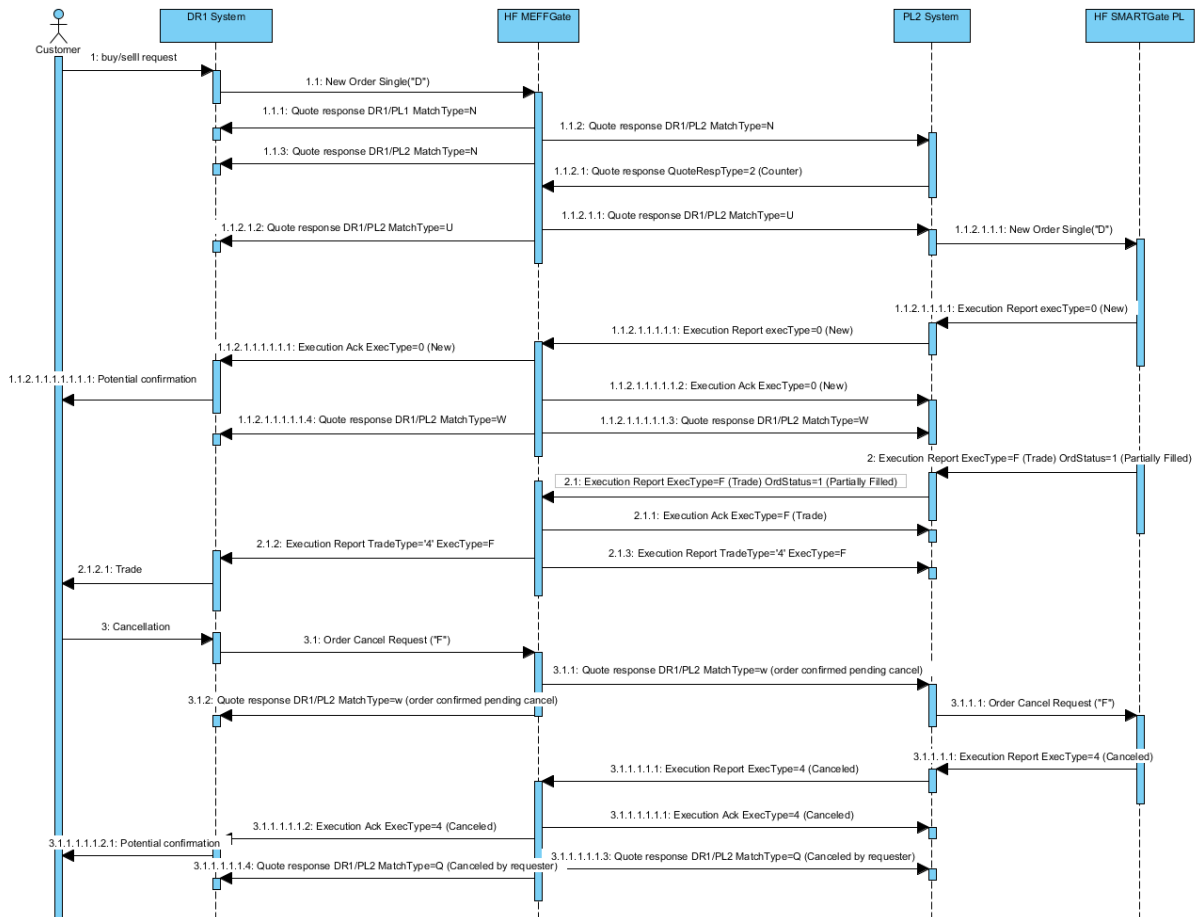 DR1 System
HF MEFFGate
PL2 System
HF SMARTGate PL
Customer
1: buy/selll request
1.1: New Order Single("D")
1.1.1: Quote response DR1/PL1 MatchType=N
1.1.2: Quote response DR1/PL2 MatchType=N
1.1.3: Quote response DR1/PL2 MatchType=N
1.1.2.1: Quote response QuoteRespType=2 (Counter)
1.1.2.1.1: Quote response DR1/PL2 MatchType=U
1.1.2.1.2: Quote response DR1/PL2 MatchType=U
1.1.2.1.1.1: New Order Single("D")
1.1.2.1.1.1.1: Execution Report execType=0 (New)
1.1.2.1.1.1.1.1: Execution Report execType=0 (New)
1.1.2.1.1.1.1.1.1: Execution Ack ExecType=0 (New)
1.1.2.1.1.1.1.1.1.1: Potential confirmation
1.1.2.1.1.1.1.1.2: Execution Ack ExecType=0 (New)
1.1.2.1.1.1.1.1.4: Quote response DR1/PL2 MatchType=W
1.1.2.1.1.1.1.1.3: Quote response DR1/PL2 MatchType=W
2: Execution Report ExecType=F (Trade) OrdStatus=1 (Partially Filled)
2.1: Execution Report ExecType=F (Trade) OrdStatus=1 (Partially Filled)
2.1.1: Execution Ack ExecType=F (Trade)
2.1.2: Execution Report TradeType='4' ExecType=F
2.1.3: Execution Report TradeType='4' ExecType=F
2.1.2.1: Trade
3: Cancellation
3.1: Order Cancel Request ("F")
3.1.1: Quote response DR1/PL2 MatchType=w (order confirmed pending cancel)
3.1.2: Quote response DR1/PL2 MatchType=w (order confirmed pending cancel)
3.1.1.1: Order Cancel Request ("F")
3.1.1.1.1: Execution Report ExecType=4 (Canceled)
3.1.1.1.1.1: Execution Report ExecType=4 (Canceled)
3.1.1.1.1.1.1: Execution Ack ExecType=4 (Canceled)
3.1.1.1.1.1.2: Execution Ack ExecType=4 (Canceled)
3.1.1.1.1.1.2.1: Potential confirmation
3.1.1.1.1.1.3: Quote response DR1/PL2 MatchType=Q (Canceled by requester)
3.1.1.1.1.1.4: Quote response DR1/PL2 MatchType=Q (Canceled by requester)